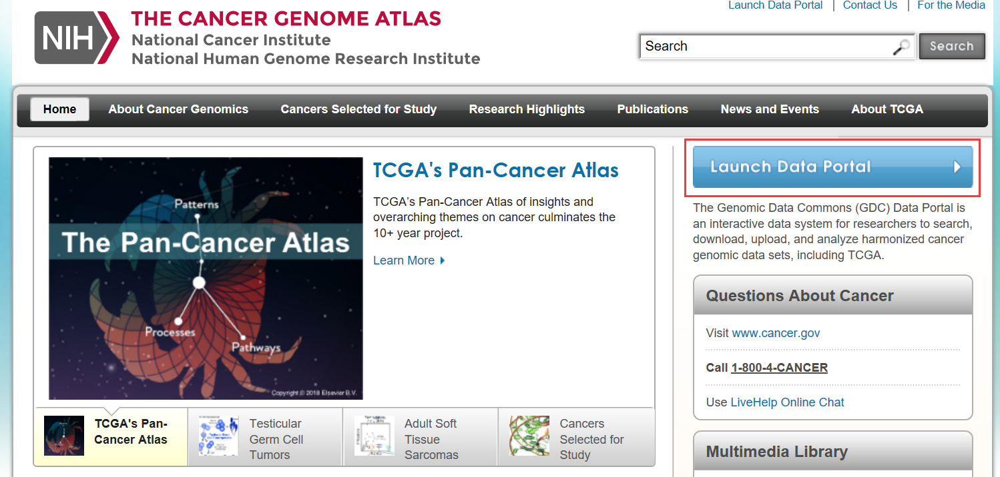 Launch Data Portal
Contact Us
For the Media
NIH
THE CANCER GENOME ATLAS
National Cancer Institute
National Human Genome Research Institute
Search
Search
Home
About Cancer Genomics
Cancers Selected for Study
Research Highlights
Publications
News and Events
About TCGA
Patterns
The Pan-Cancer Atlas
Processes
Pathways
Copyright © 2018 Elsevier B.V.
TCGA's Pan-Cancer Atlas
TCGA's Pan-Cancer Atlas of insights and
overarching themes on cancer culminates the
10+ year project.
Learn More
TCGA's Pan-
Cancer Atlas
Testicular
Germ Cell
Tumors
Adult Soft
Tissue
Sarcomas
Cancers
Selected for
Study
Launch Data Portal
The Genomic Data Commons (GDC) Data Portal is
an interactive data system for researchers to search,
download, upload, and analyze harmonized cancer
genomic data sets, including TCGA.
Questions About Cancer
Visit www.cancer.gov
Call 1-800-4-CANCER
Use LiveHelp Online Chat
Multimedia Library